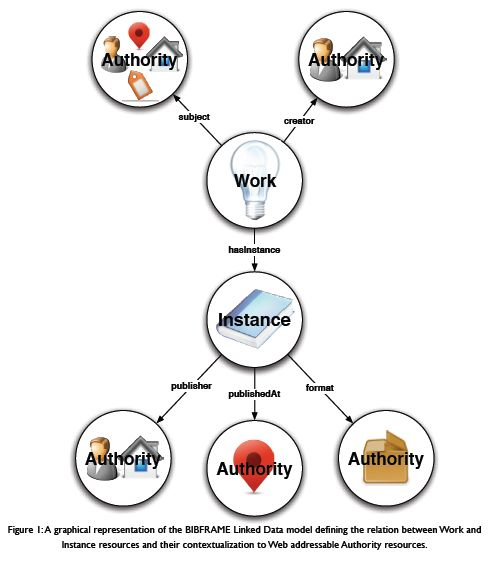 Authority
Authority
subject
creator
Work
hasInstance
Instance
publisher
publishedAt
format
Authority
Authority
Authority
Figure 1: A graphical representation of the BIBFRAME Linked Data model defining the relation between Work and
Instance resources and their contextualization to Web addressable Authority resources.